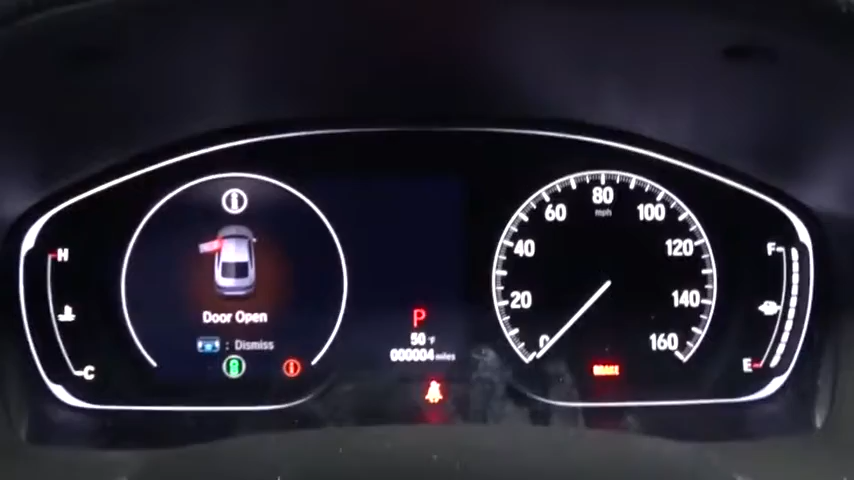 H
C
Door Open
: Dismiss
P
50 °F
000004 miles
0
20
40
60
80
mph
100
120
140
160
BRAKE
F
E